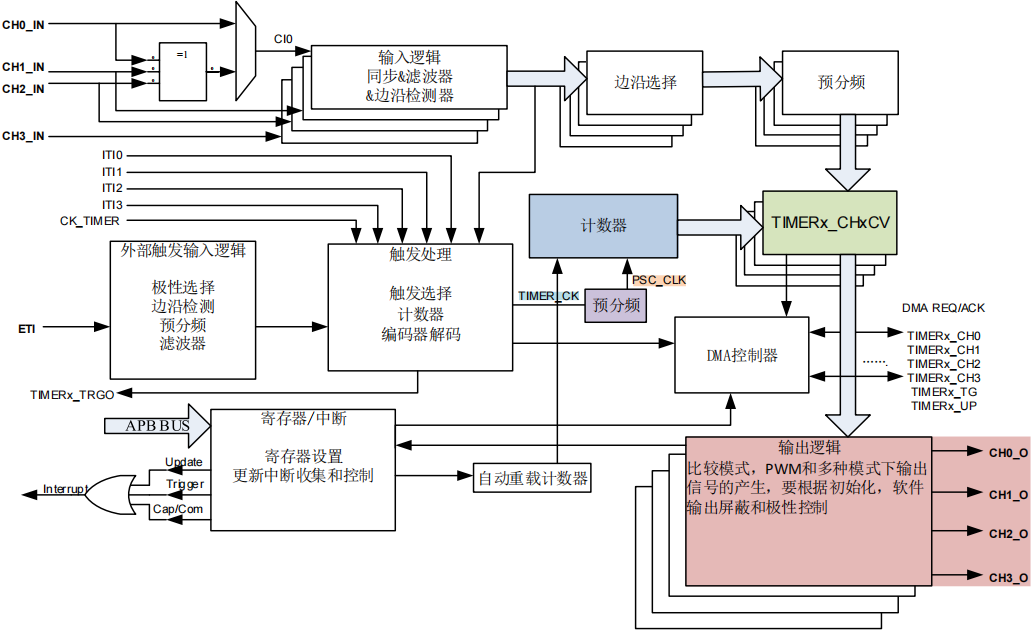 CH0_IN
CH1_IN
CH2_IN
CH3_IN
=1
CI0
输入逻辑
同步&滤波器
&边沿检测器
边沿选择
预分频
ITI0
ITI1
ITI2
ITI3
CK_TIMER
外部触发输入逻辑
极性选择
边沿检测
预分频
滤波器
ETI
触发处理
触发选择
计数器
编码器解码
TIMERx_TRGO
计数器
TIMER_CK
PSC_CLK
预分频
TIMERx_CHxCV
DMA控制器
DMA REQ/ACK
TIMERx_CH0
TIMERx_CH1
......
TIMERx_CH2
TIMERx_CH3
TIMERx_TG
TIMERx_UP
APB BUS
寄存器/中断
寄存器设置
更新中断收集和控制
Update
Trigger
Cap/Com
Interrupt
自动重载计数器
输出逻辑
比较模式，PWM和多种模式下输出
信号的产生，要根据初始化，软件
输出屏蔽和极性控制
CH0_O
CH1_O
CH2_O
CH3_O